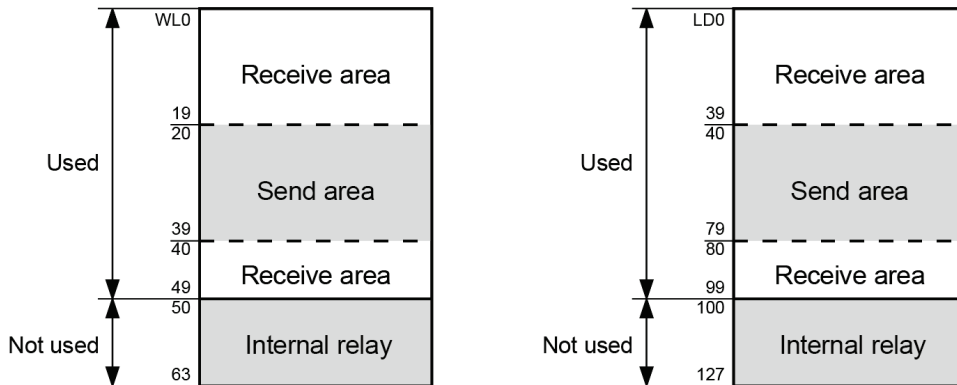 WL0
Receive area
19
20
Used
Send area
39
40
Receive area
49
50
Not used
Internal relay
63
LD0
Receive area
39
40
Used
Send area
79
80
Receive area
99
100
Not used
Internal relay
127